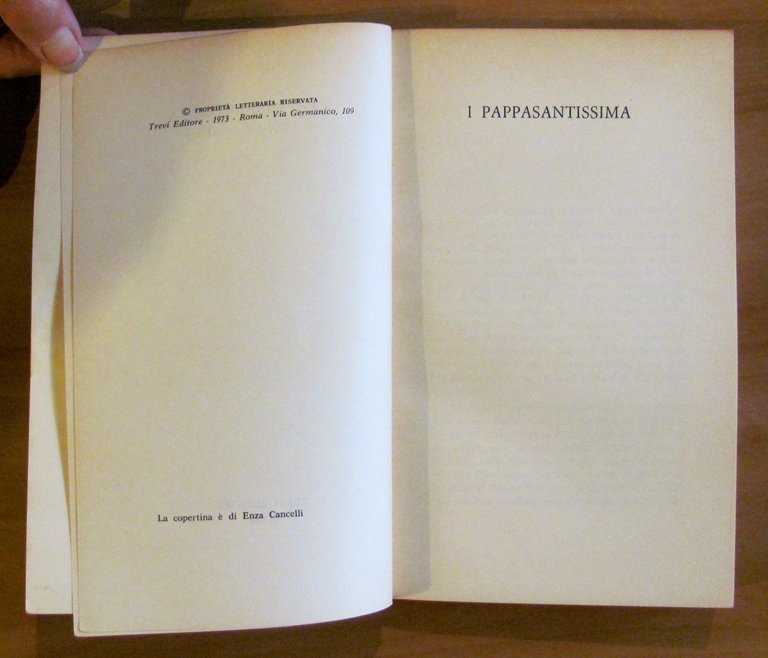 © PROPRIETÀ LETTERARIA RISERVATA
Trevi Editore - 1973 - Roma - Via Germanico, 109
La copertina è di Enza Cancelli
I PAPPASANTISSIMA